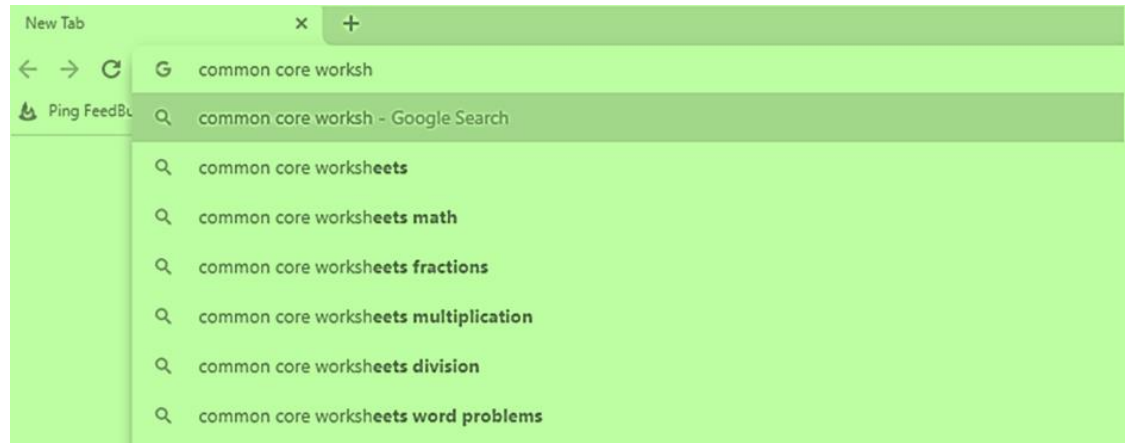 New Tab
common core worksh
Ping FeedBu
common core worksh - Google Search
common core worksheets
common core worksheets math
common core worksheets fractions
common core worksheets multiplication
common core worksheets division
common core worksheets word problems